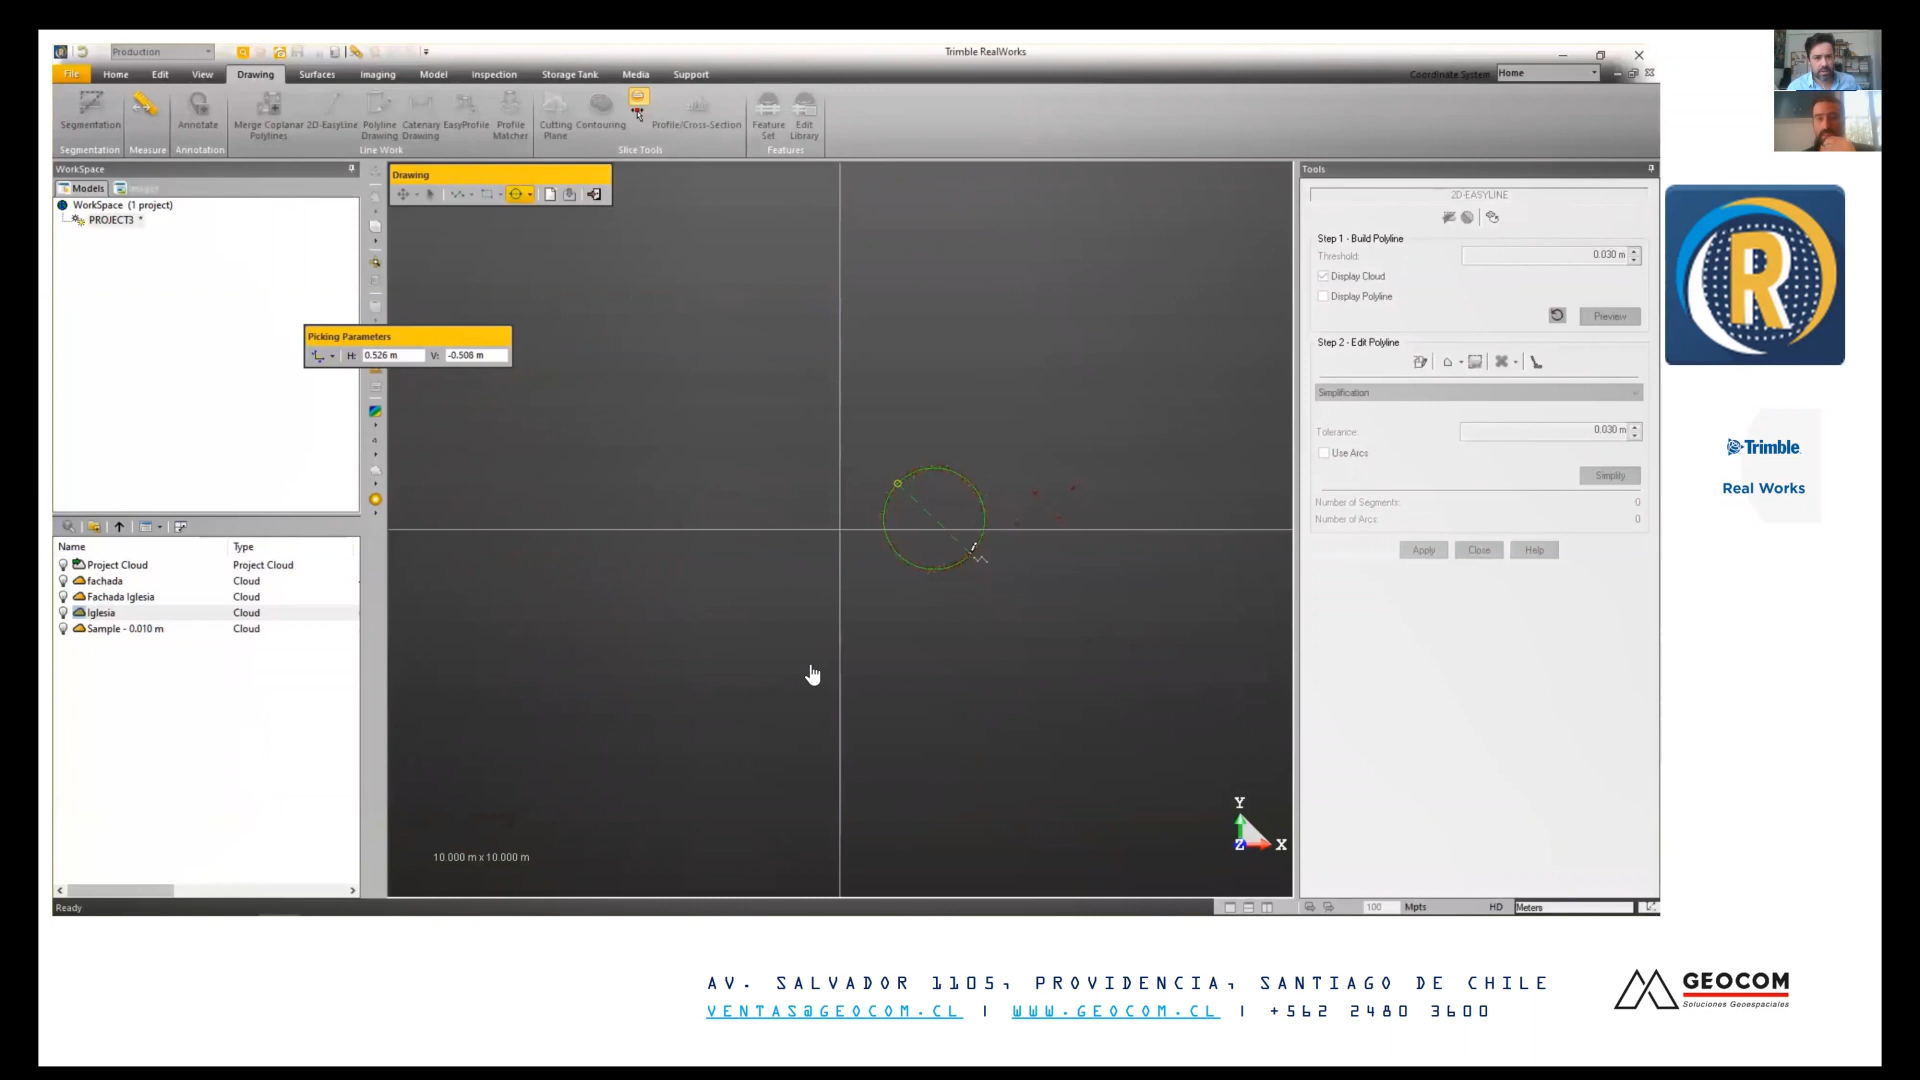 Production
Trimble RealWorks
File Home Edit View Drawing Surfaces Imaging Model Inspection Storage Tank Media Support
Coordinate System Home
Segmentation
Annotate
Merge Coplanar Polylines
2D-EasyLine
Polyline Drawing
Catenary Drawing
EasyProfile
Profile Matcher
Cutting Plane
Contouring
Profile/Cross-Section
Feature Set
Edit Library
Segmentation Measure Annotation Line Work Slice Tools Features
WorkSpace
Models
WorkSpace (1 project)
PROJECT3 *
Drawing
Picking Parameters
H: 0.526 m V: -0.508 m
Name Type
Project Cloud Project Cloud
fachada Cloud
Fachada Iglesia Cloud
Iglesia Cloud
Sample - 0.010 m Cloud
Ready
10.000 m x 10.000 m
Y
Z X
Tools
2D-EASYLINE
Step 1 - Build Polyline
Threshold: 0.030 m
Display Cloud
Display Polyline
Preview
Step 2 - Edit Polyline
Simplification
Tolerance: 0.030 m
Use Arcs
Simplify
Number of Segments: 0
Number of Arcs: 0
Apply Close Help
100 Mpts HD Meters
R
Trimble
Real Works
AV. SALVADOR 1105, PROVIDENCIA, SANTIAGO DE CHILE
VENTAS@GEOCOM.CL | WWW.GEOCOM.CL | +562 2480 3600
GEOCOM
Soluciones Geoespaciales